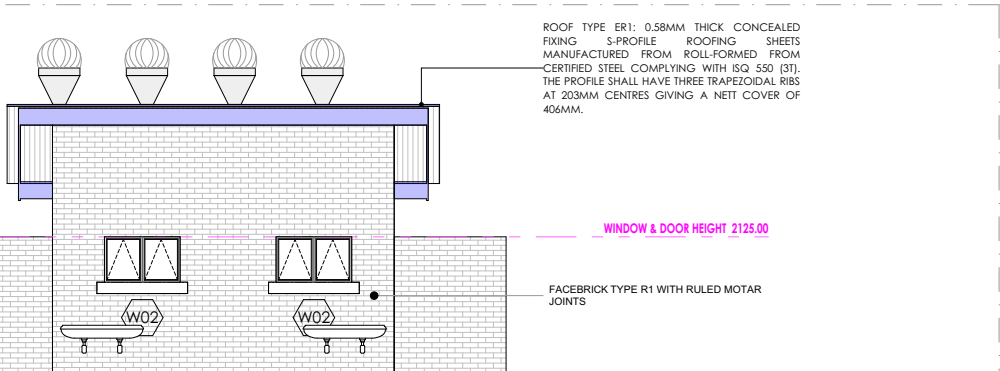 ROOF TYPE ER1: 0.58MM THICK CONCEALED
FIXING S-PROFILE ROOFING SHEETS
MANUFACTURED FROM ROLL-FORMED FROM
CERTIFIED STEEL COMPLYING WITH ISQ 550 (3T).
THE PROFILE SHALL HAVE THREE TRAPEZOIDAL RIBS
AT 203MM CENTRES GIVING A NETT COVER OF
406MM.
WINDOW & DOOR HEIGHT 2125.00
FACEBRICK TYPE R1 WITH RULED MOTAR
JOINTS
W02
W02